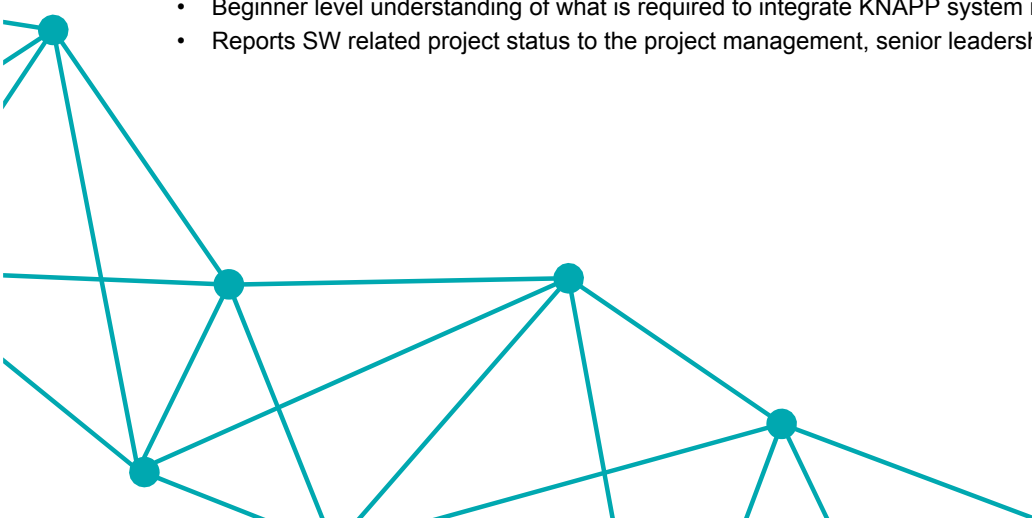 • Beginner level understanding of what is required to integrate KNAPP system
• Reports SW related project status to the project management, senior